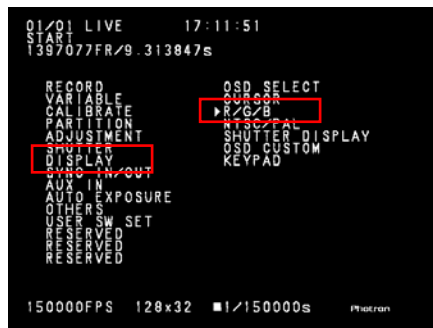 01/01 LIVE 17:11:51
START
1397077FR/9.313847s
RECORD
VARIABLE
CALIBRATE
PARTITION
ADJUSTMENT
SHUTTER
DISPLAY
SYNC IN/OUT
AUX IN
AUTO EXPOSURE
OTHERS
USER SW SET
RESERVED
RESERVED
RESERVED
OSD SELECT
CURSOR
▶R/G/B
NTSC/PAL
SHUTTER DISPLAY
OSD CUSTOM
KEYPAD
150000FPS 128x32 ■1/150000s Photron